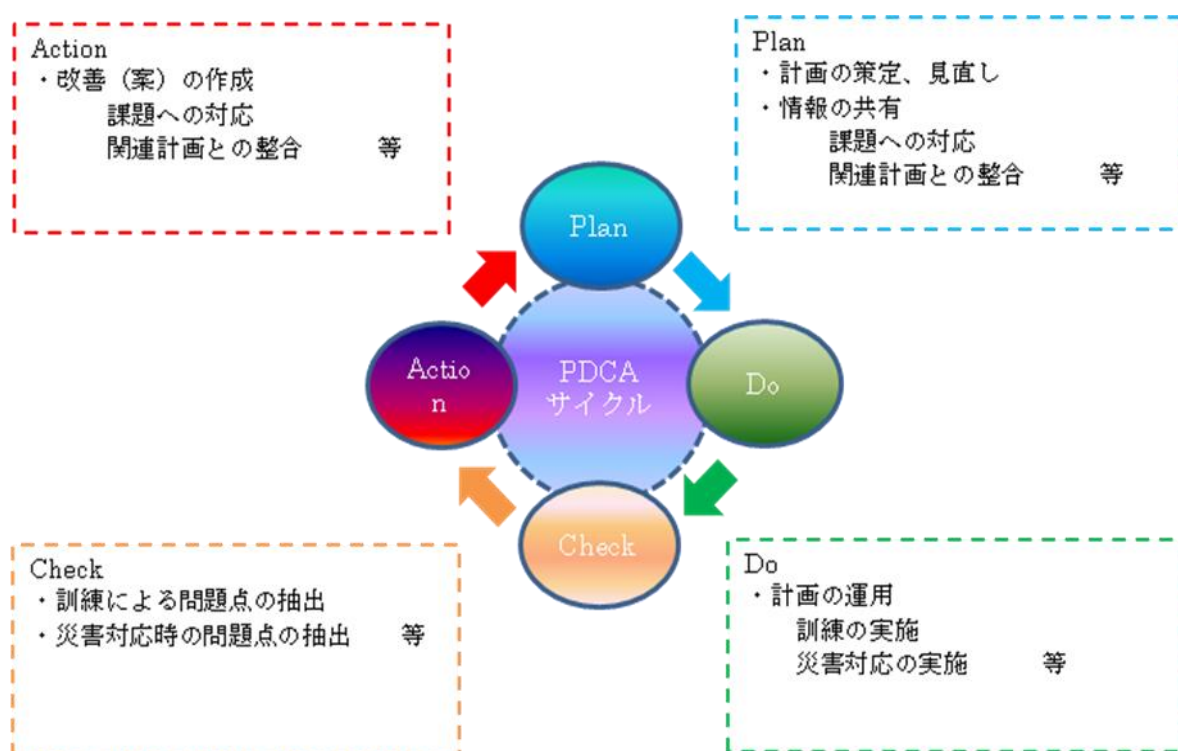 Action
・改善（案）の作成
課題への対応
関連計画との整合　　等
Plan
・計画の策定、見直し
・情報の共有
課題への対応
関連計画との整合　　等
Plan
Actio
n
PDCA
サイクル
Do
Check
Check
・訓練による問題点の抽出
・災害対応時の問題点の抽出　　等
Do
・計画の運用
訓練の実施
災害対応の実施　　等